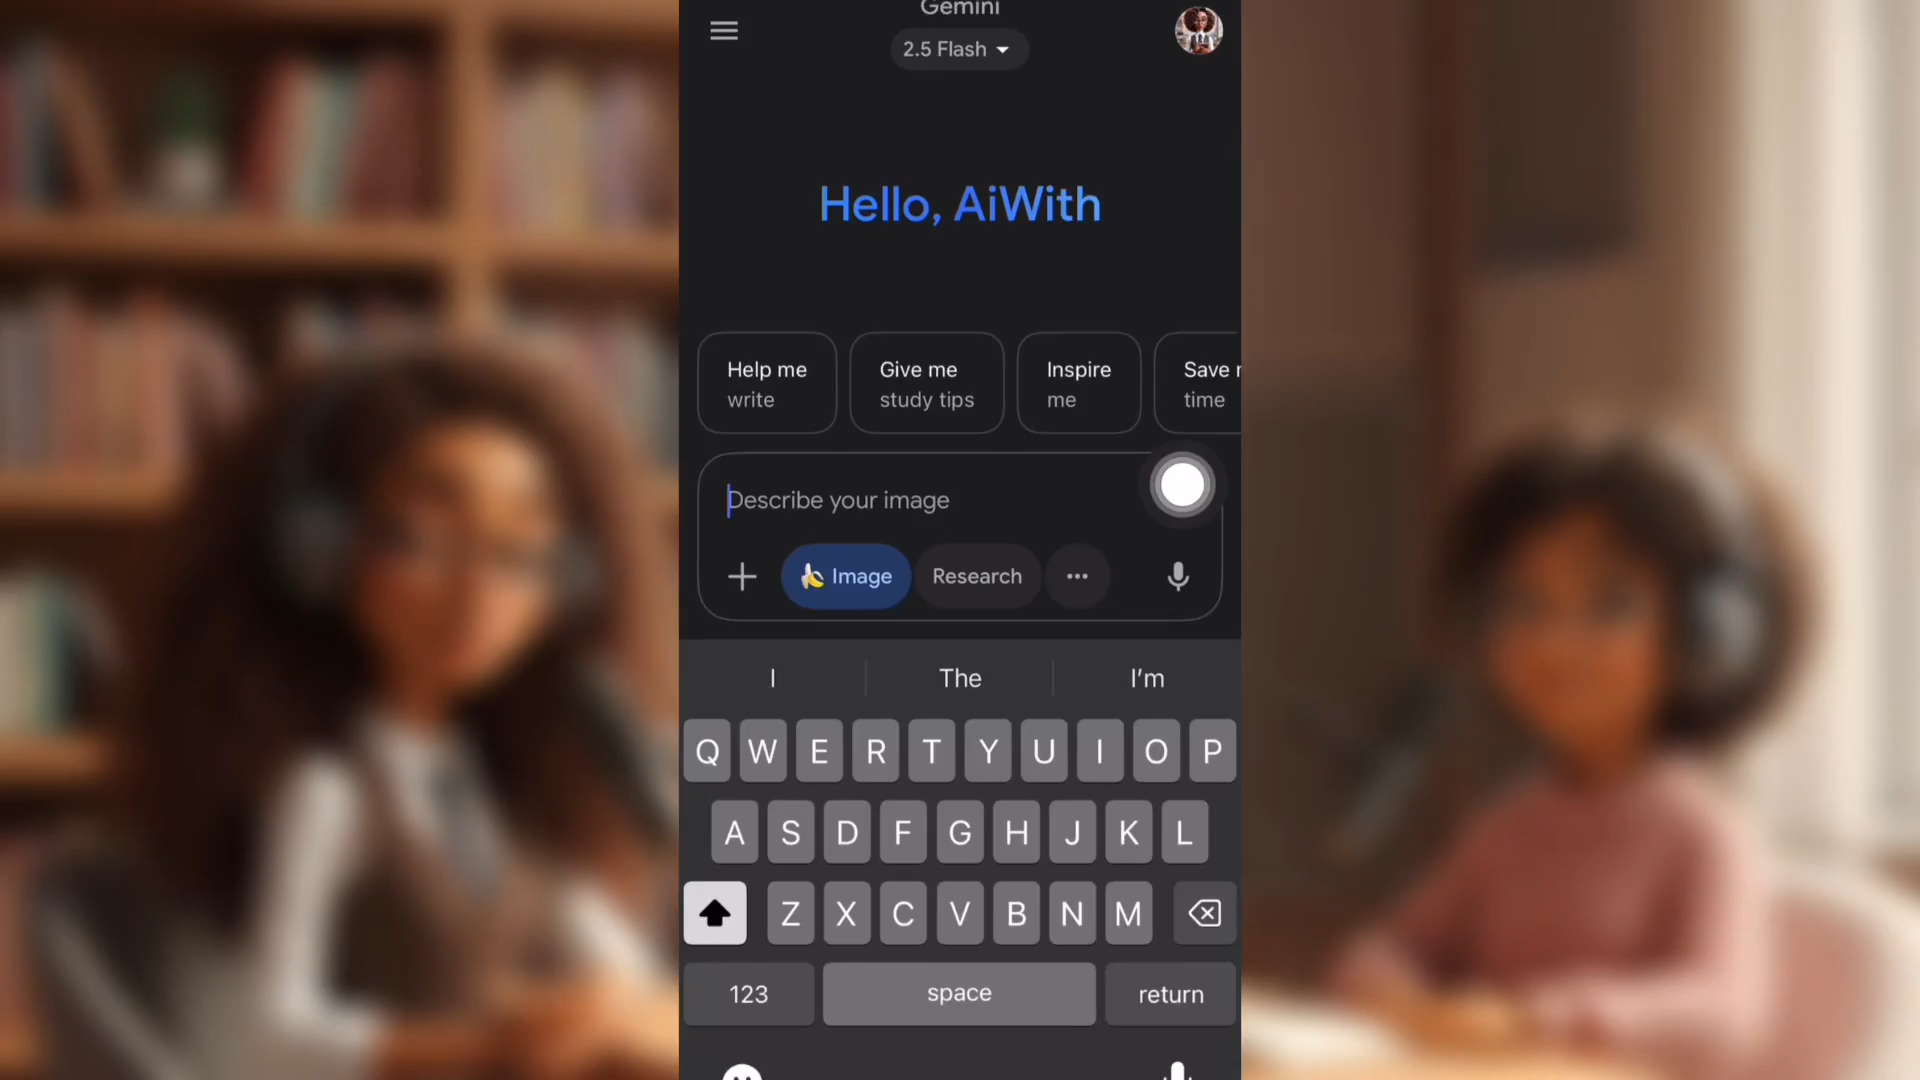 Gemini
2.5 Flash
Hello, AiWith
Help me
write
Give me
study tips
Inspire
me
Save
time
Describe your image
Image
Research
I
The
I'm
Q W E R T Y U I O P
A S D F G H J K L
Z X C V B N M
123
space
return